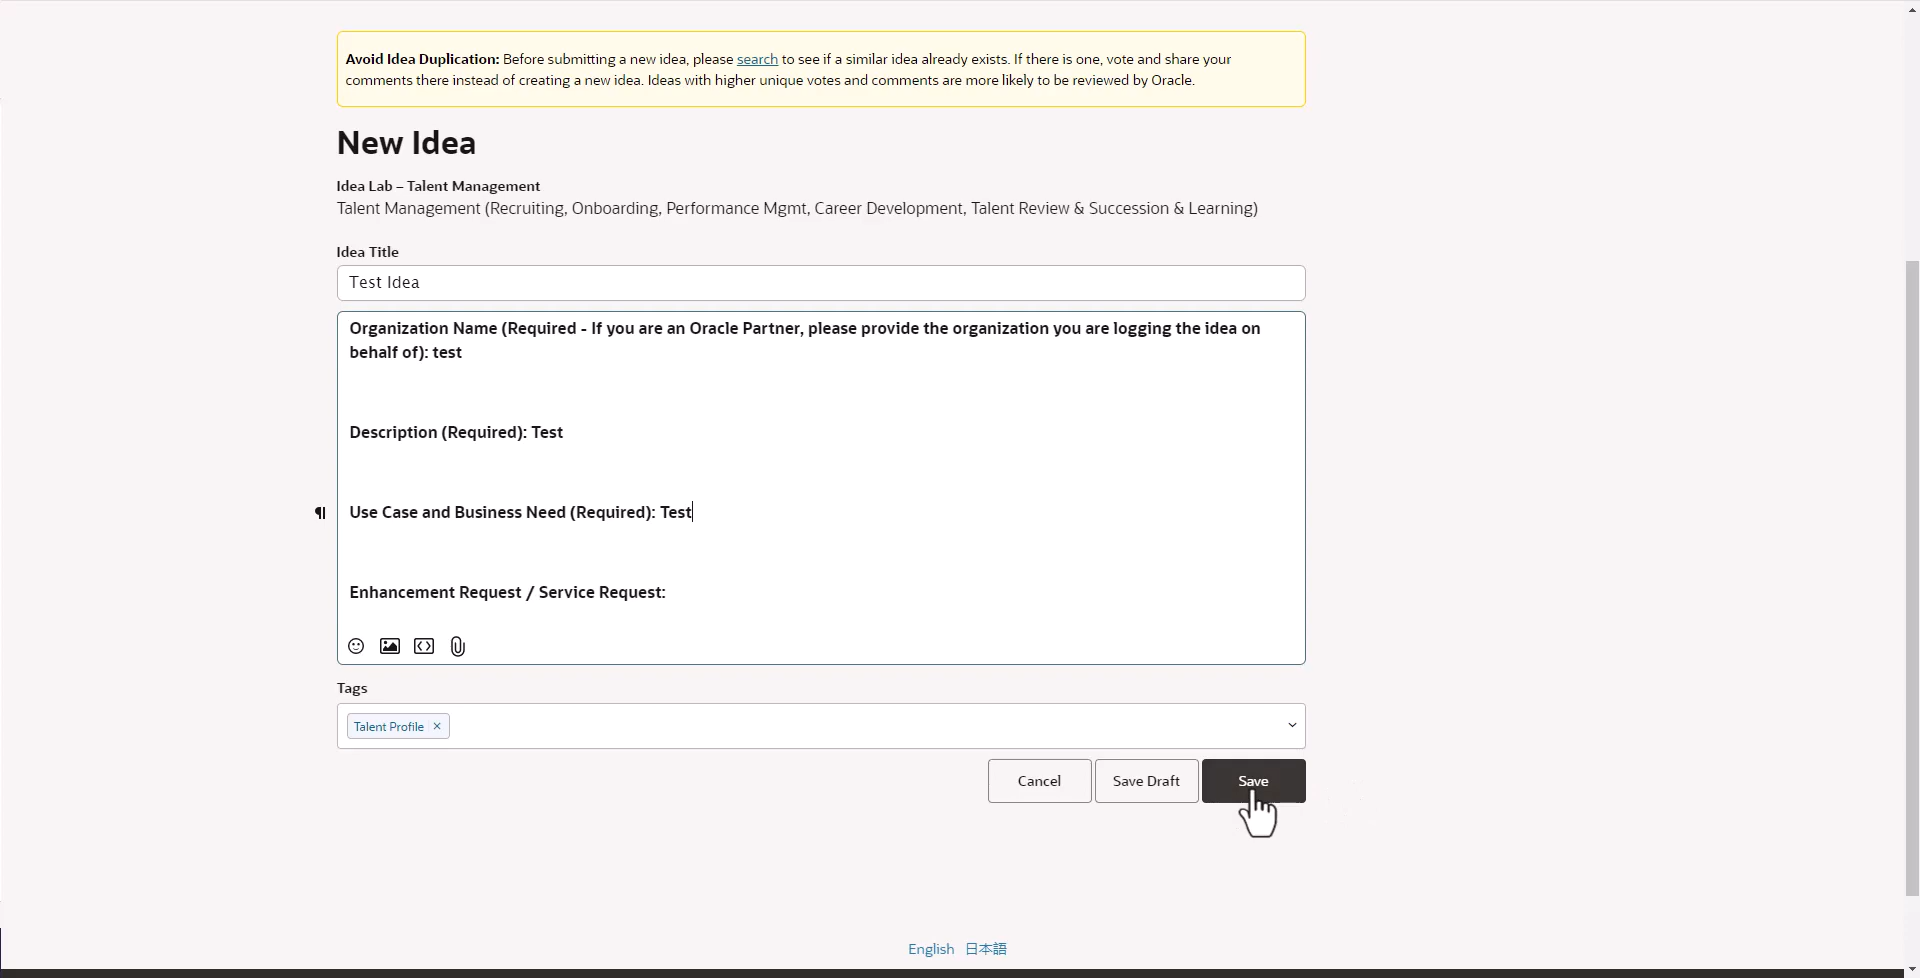 Avoid Idea Duplication: Before submitting a new idea, please search to see if a similar idea already exists. If there is one, vote and share your
comments there instead of creating a new idea. Ideas with higher unique votes and comments are more likely to be reviewed by Oracle.
New Idea
Idea Lab – Talent Management
Talent Management (Recruiting, Onboarding, Performance Mgmt, Career Development, Talent Review & Succession & Learning)
Idea Title
Test Idea
Organization Name (Required - If you are an Oracle Partner, please provide the organization you are logging the idea on
behalf of): test
Description (Required): Test
¶ Use Case and Business Need (Required): Test
Enhancement Request / Service Request:
Tags
Talent Profile ×
Cancel Save Draft Save
English 日本語